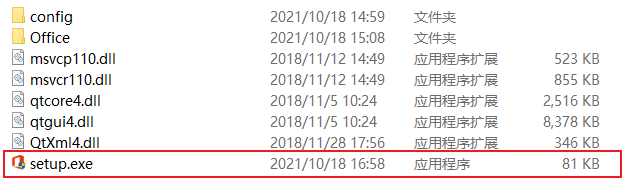 config 2021/10/18 14:59 文件夹
Office 2021/10/18 15:08 文件夹
msvcp110.dll 2018/11/12 14:49 应用程序扩展 523 KB
msvcr110.dll 2018/11/12 14:49 应用程序扩展 855 KB
qtcore4.dll 2018/11/5 10:24 应用程序扩展 2,516 KB
qtgui4.dll 2018/11/5 10:24 应用程序扩展 8,378 KB
QtXml4.dll 2018/11/28 17:56 应用程序扩展 346 KB
setup.exe 2021/10/18 16:58 应用程序 81 KB